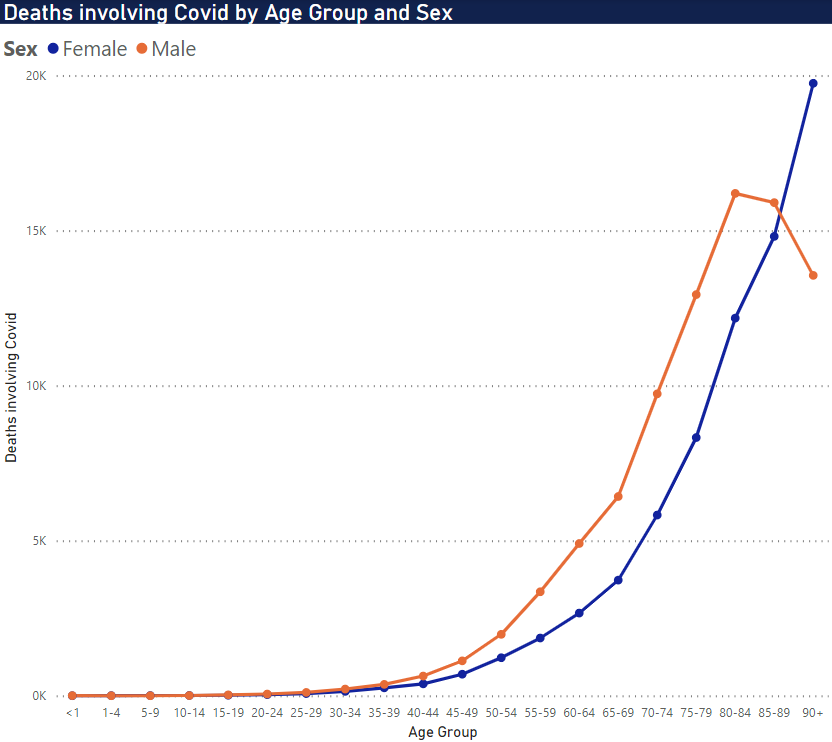 Deaths involving Covid by Age Group and Sex
Sex Female Male
20K
15K
10K
5K
0K
Deaths involving Covid
<1 1-4 5-9 10-14 15-19 20-24 25-29 30-34 35-39 40-44 45-49 50-54 55-59 60-64 65-69 70-74 75-79 80-84 85-89 90+
Age Group